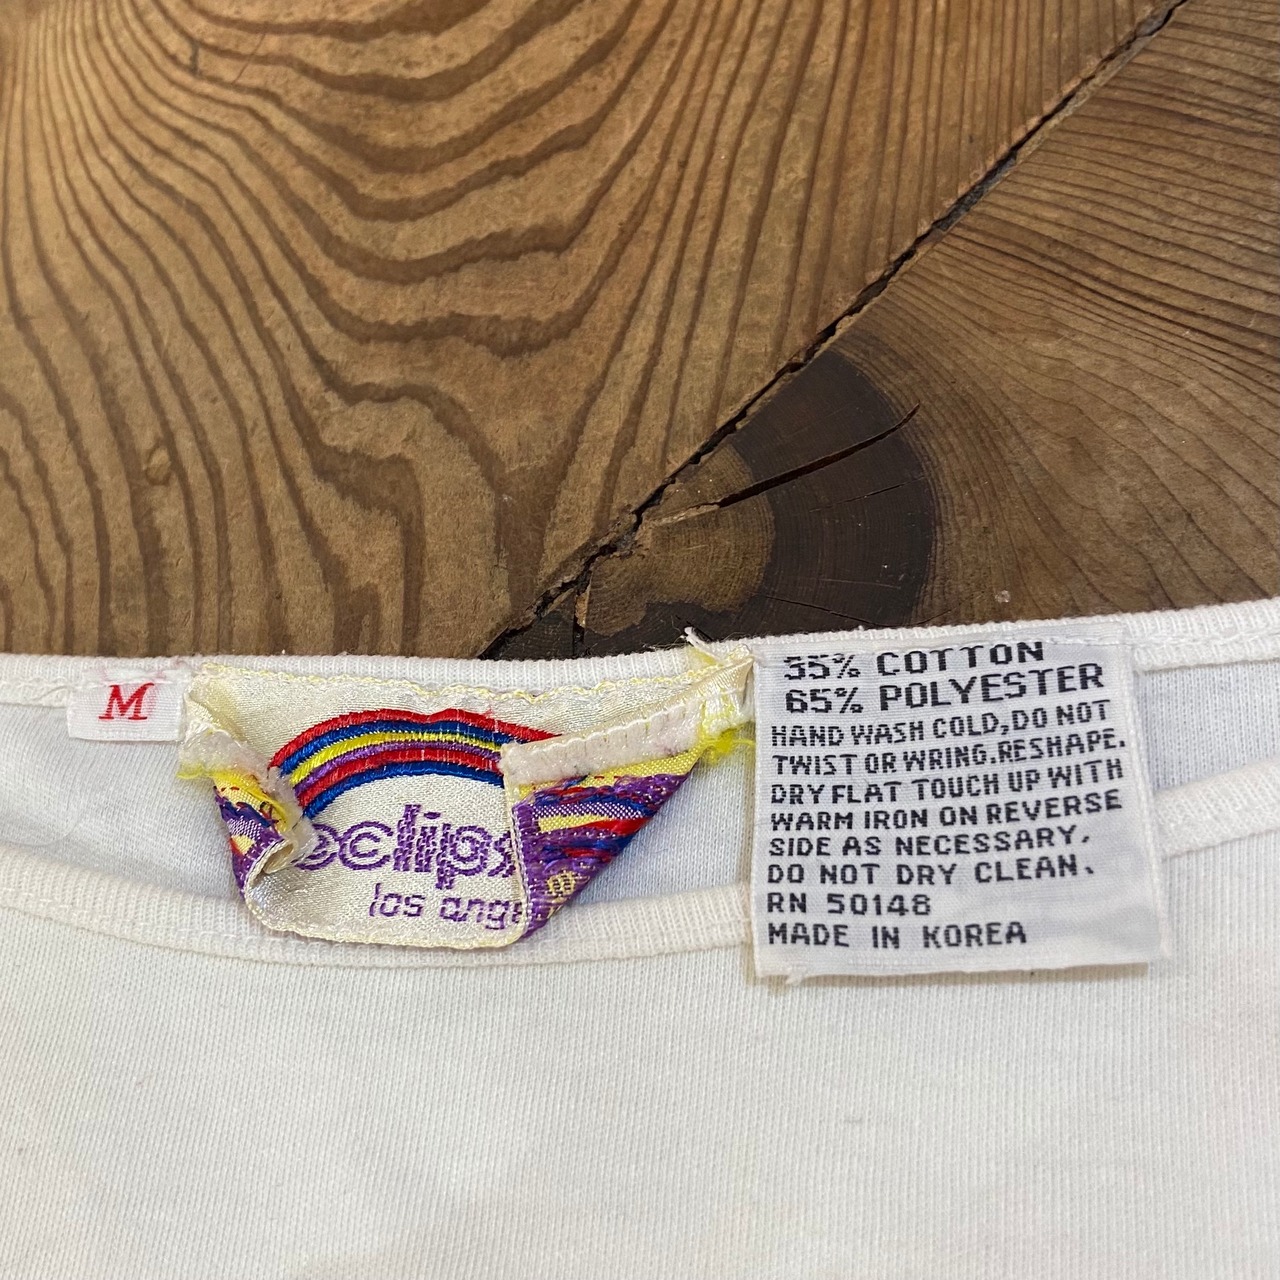 M
eclips
los ange
35% COTTON
65% POLYESTER
HAND WASH COLD, DO NOT
TWIST OR WRING. RESHAPE.
DRY FLAT TOUCH UP WITH
WARM IRON ON REVERSE
SIDE AS NECESSARY.
DO NOT DRY CLEAN.
RN 50148
MADE IN KOREA